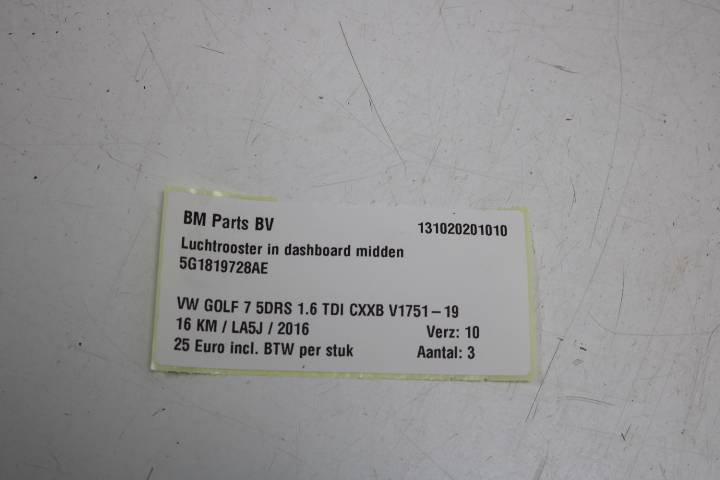 BM Parts BV 131020201010
Luchtrooster in dashboard midden
5G1819728AE
VW GOLF 7 5DRS 1.6 TDI CXXB V1751 – 19
16 KM / LA5J / 2016 Verz: 10
25 Euro incl. BTW per stuk Aantal: 3